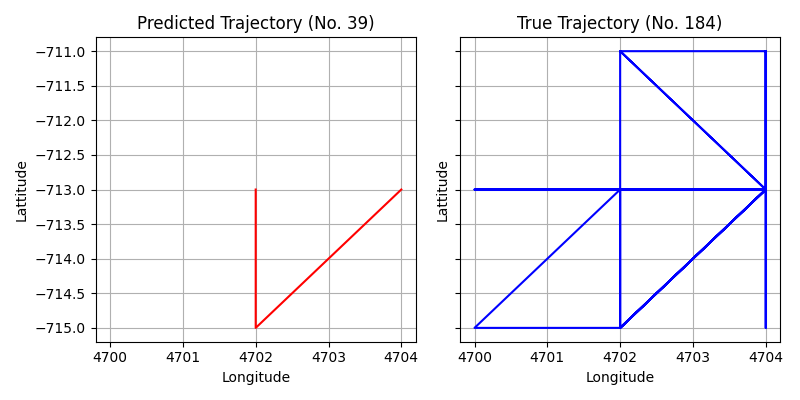 Predicted Trajectory (No. 39)
True Trajectory (No. 184)
−711.0
−711.5
−712.0
−712.5
−713.0
−713.5
−714.0
−714.5
−715.0
Lattitude
Lattitude
4700 4701 4702 4703 4704
4700 4701 4702 4703 4704
Longitude
Longitude